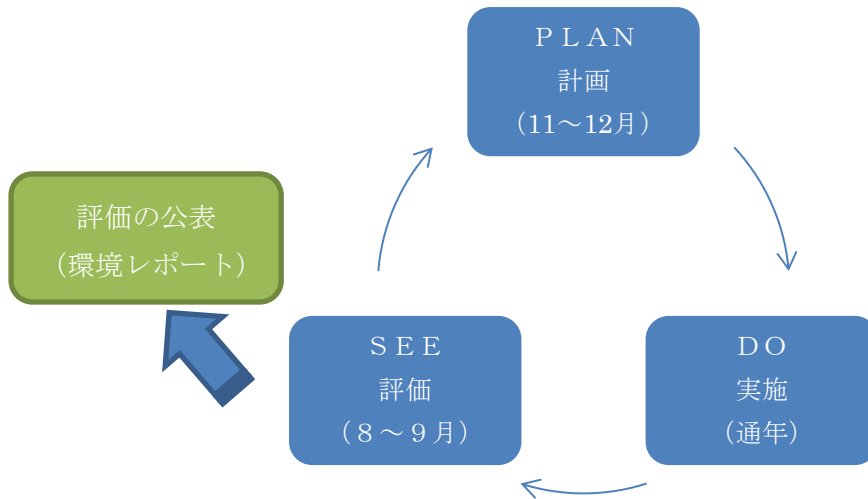 ＰＬＡＮ
計画
（11～12月）
評価の公表
（環境レポート）
ＳＥＥ
評価
（８～９月）
ＤＯ
実施
（通年）